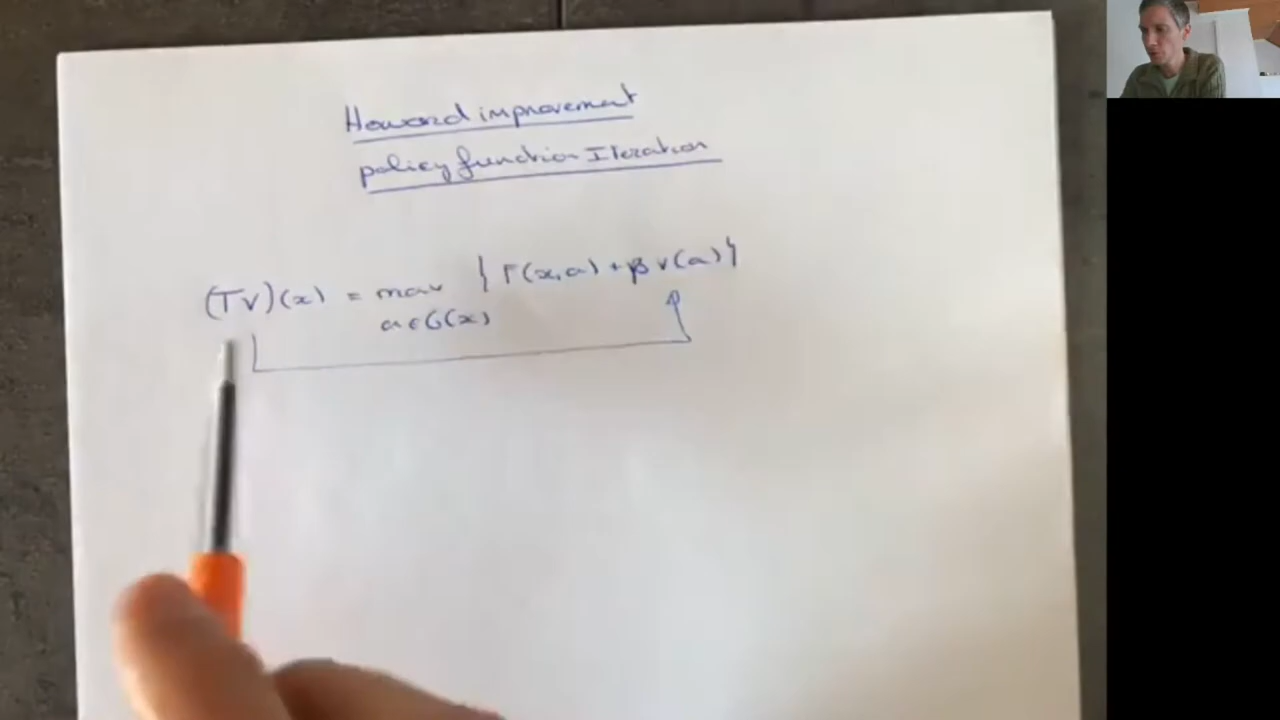 Howard improvement
policy function Iteration
(Tv)(x) = max { r(x,a) + β v(a) }
a ∈ G(x)